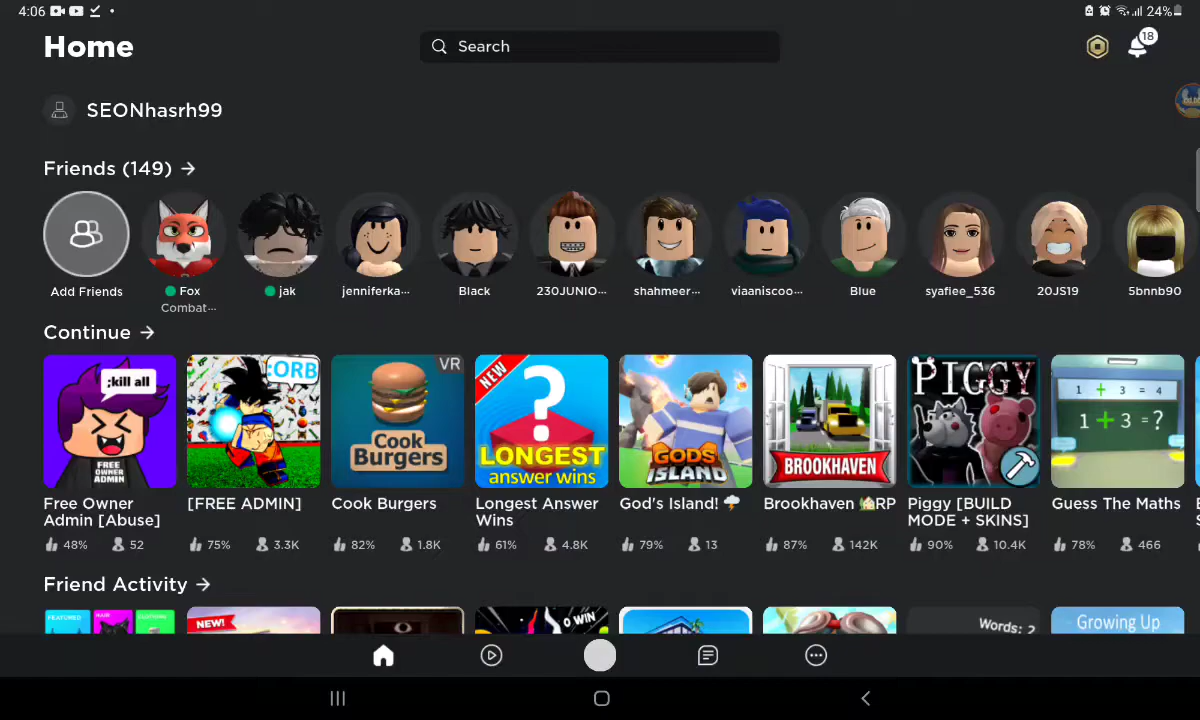 4:06
24%
Home
Search
18
SEONhasrh99
Friends (149) →
Add Friends
Fox
Combat...
jak
jenniferka...
Black
230JUNIO...
shahmeer...
viaaniscoo...
Blue
syafiee_536
20JS19
5bnnb90
Continue →
;kill all
FREE
OWNER
ADMIN
:ORB
VR
Cook
Burgers
NEW
?
LONGEST
answer wins
GODS
ISLAND
BROOKHAVEN
PIGGY
1 + 3 = 4
1 + 3 = ?
Free Owner
Admin [Abuse]
[FREE ADMIN]
Cook Burgers
Longest Answer
Wins
God's Island! 🌩
Brookhaven 🏡RP
Piggy [BUILD
MODE + SKINS]
Guess The Maths
48% 52
75% 3.3K
82% 1.8K
61% 4.8K
79% 13
87% 142K
90% 10.4K
78% 466
Friend Activity →
FEATURED
HAIR
NEW!
0 WIN
Words: 2
Growing Up